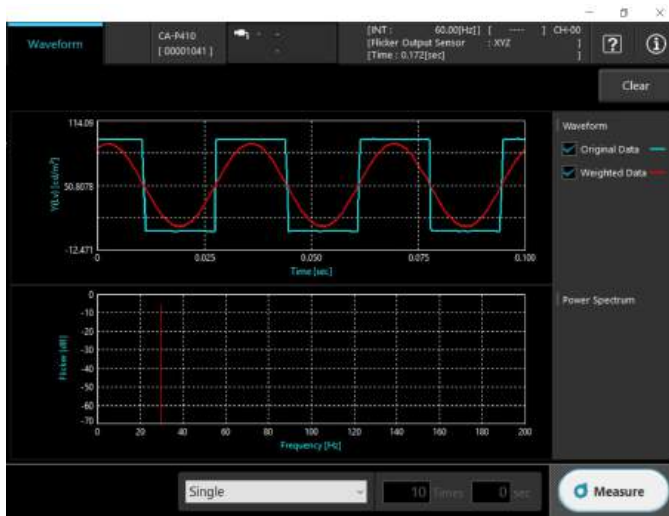 Waveform
CA-P410
[ 00001041 ]
- -
-
[INT : 60.00[Hz]] [ ---- ] CH-00
[Flicker Output Sensor : XYZ ]
[Time : 0.172[sec] ]
?
i
Clear
Waveform
Original Data
Weighted Data
114.09
50.8078
-12.471
Y(Lv) [cd/m²]
0 0.025 0.050 0.075 0.100
Time [sec]
Power Spectrum
0
-10
-20
-30
-40
-50
-60
-70
Flicker [dB]
0 20 40 60 80 100 120 140 160 180 200
Frequency [Hz]
Single
10 Times 0 sec
Measure